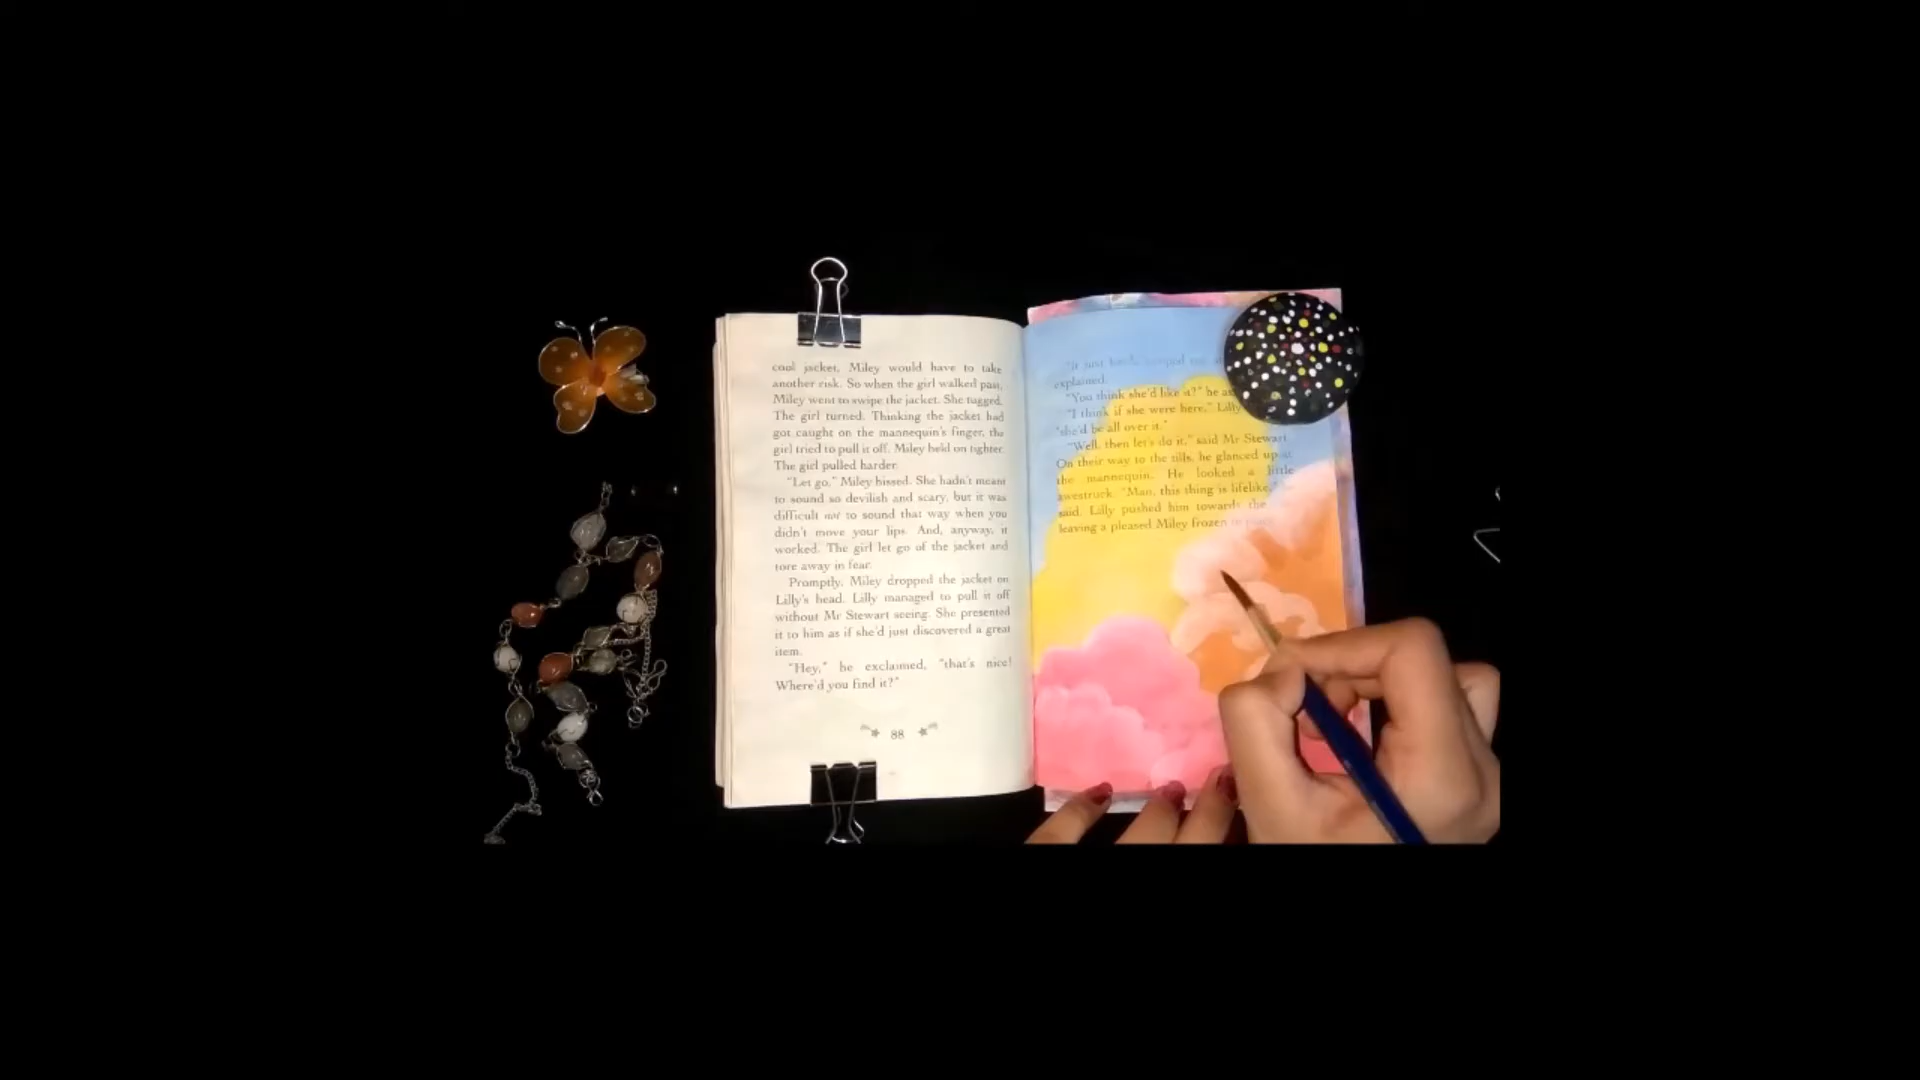 cool jacket, Miley would have to take
another risk. So when the girl walked past,
Miley went to swipe the jacket. She tugged.
The girl turned. Thinking the jacket had
got caught on the mannequin's finger, the
girl tried to pull it off. Miley held on tighter.
The girl pulled harder.
"Let go," Miley hissed. She hadn't meant
to sound so devilish and scary, but it was
difficult not to sound that way when you
didn't move your lips. And, anyway, it
worked. The girl let go of the jacket and
tore away in fear.
Promptly, Miley dropped the jacket on
Lilly's head. Lilly managed to pull it off
without Mr Stewart seeing. She presented
it to him as if she'd just discovered a great
item.
"Hey," he exclaimed, "that's nice!
Where'd you find it?"
88
"It just
explained.
"You think she'd like it?" he
"I think if she were here," Lilly
"she'd be all over it."
"Well, then let's do it," said Mr Stewart.
On their way to the tills, he glanced up at
the mannequin. He looked a little
awestruck. "Man, this thing is lifelike,"
said. Lilly pushed him towards the
leaving a pleased Miley frozen in place.